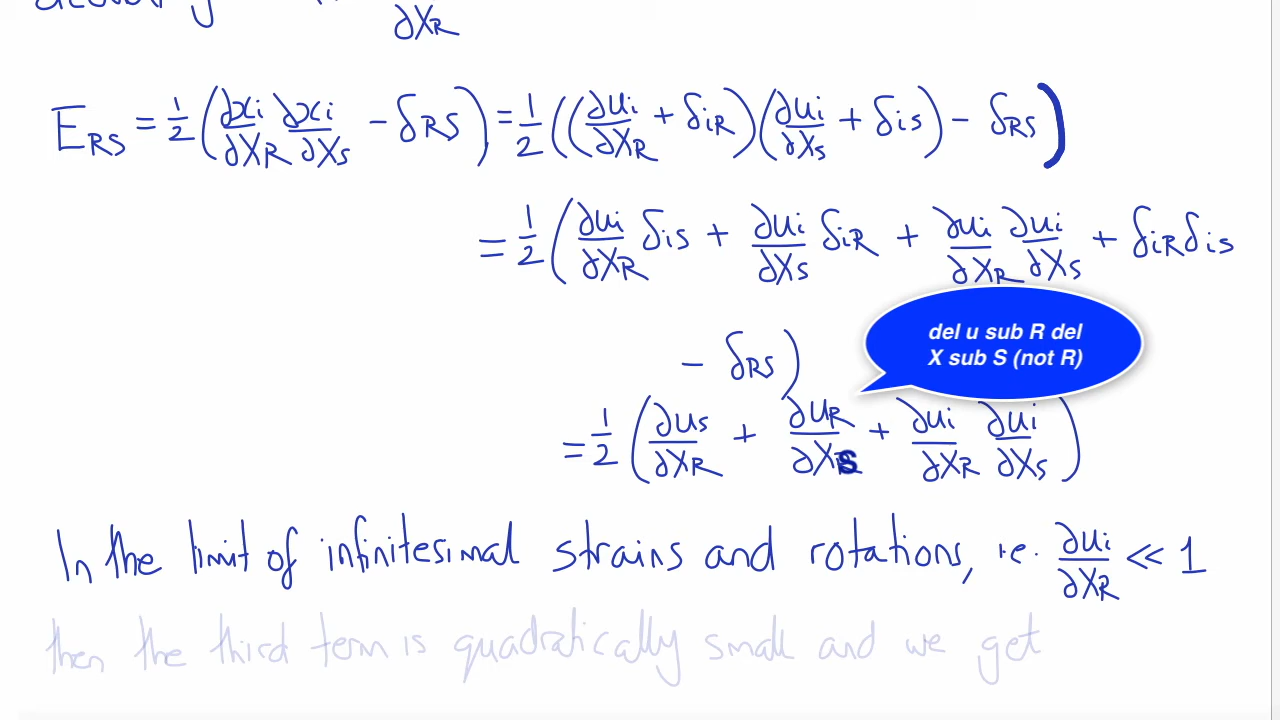 ∂X_R
E_RS = 1/2 (∂x_i/∂X_R ∂x_i/∂X_S − δ_RS) = 1/2 ((∂u_i/∂X_R + δ_iR)(∂u_i/∂X_S + δ_iS) − δ_RS)
= 1/2 (∂u_i/∂X_R δ_iS + ∂u_i/∂X_S δ_iR + ∂u_i/∂X_R ∂u_i/∂X_S + δ_iR δ_iS
− δ_RS)
del u sub R del
X sub S (not R)
= 1/2 (∂u_S/∂X_R + ∂u_R/∂X_S + ∂u_i/∂X_R ∂u_i/∂X_S)
In the limit of infinitesimal strains and rotations, i.e. ∂u_i/∂X_R << 1
then the third term is quadratically small and we get